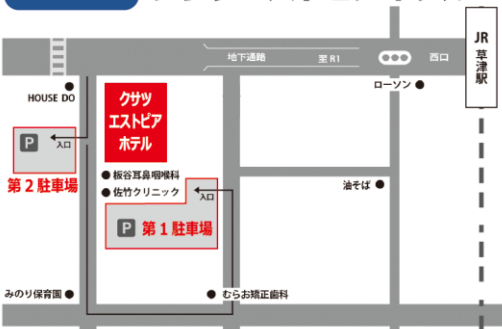 JR
草津駅
地下通路
至 R1
西口
HOUSE DO
クサツ
エストピア
ホテル
ローソン
P
入口
第2駐車場
板谷耳鼻咽喉科
佐竹クリニック
入口
油そば
P
第1駐車場
みのり保育園
むらお矯正歯科